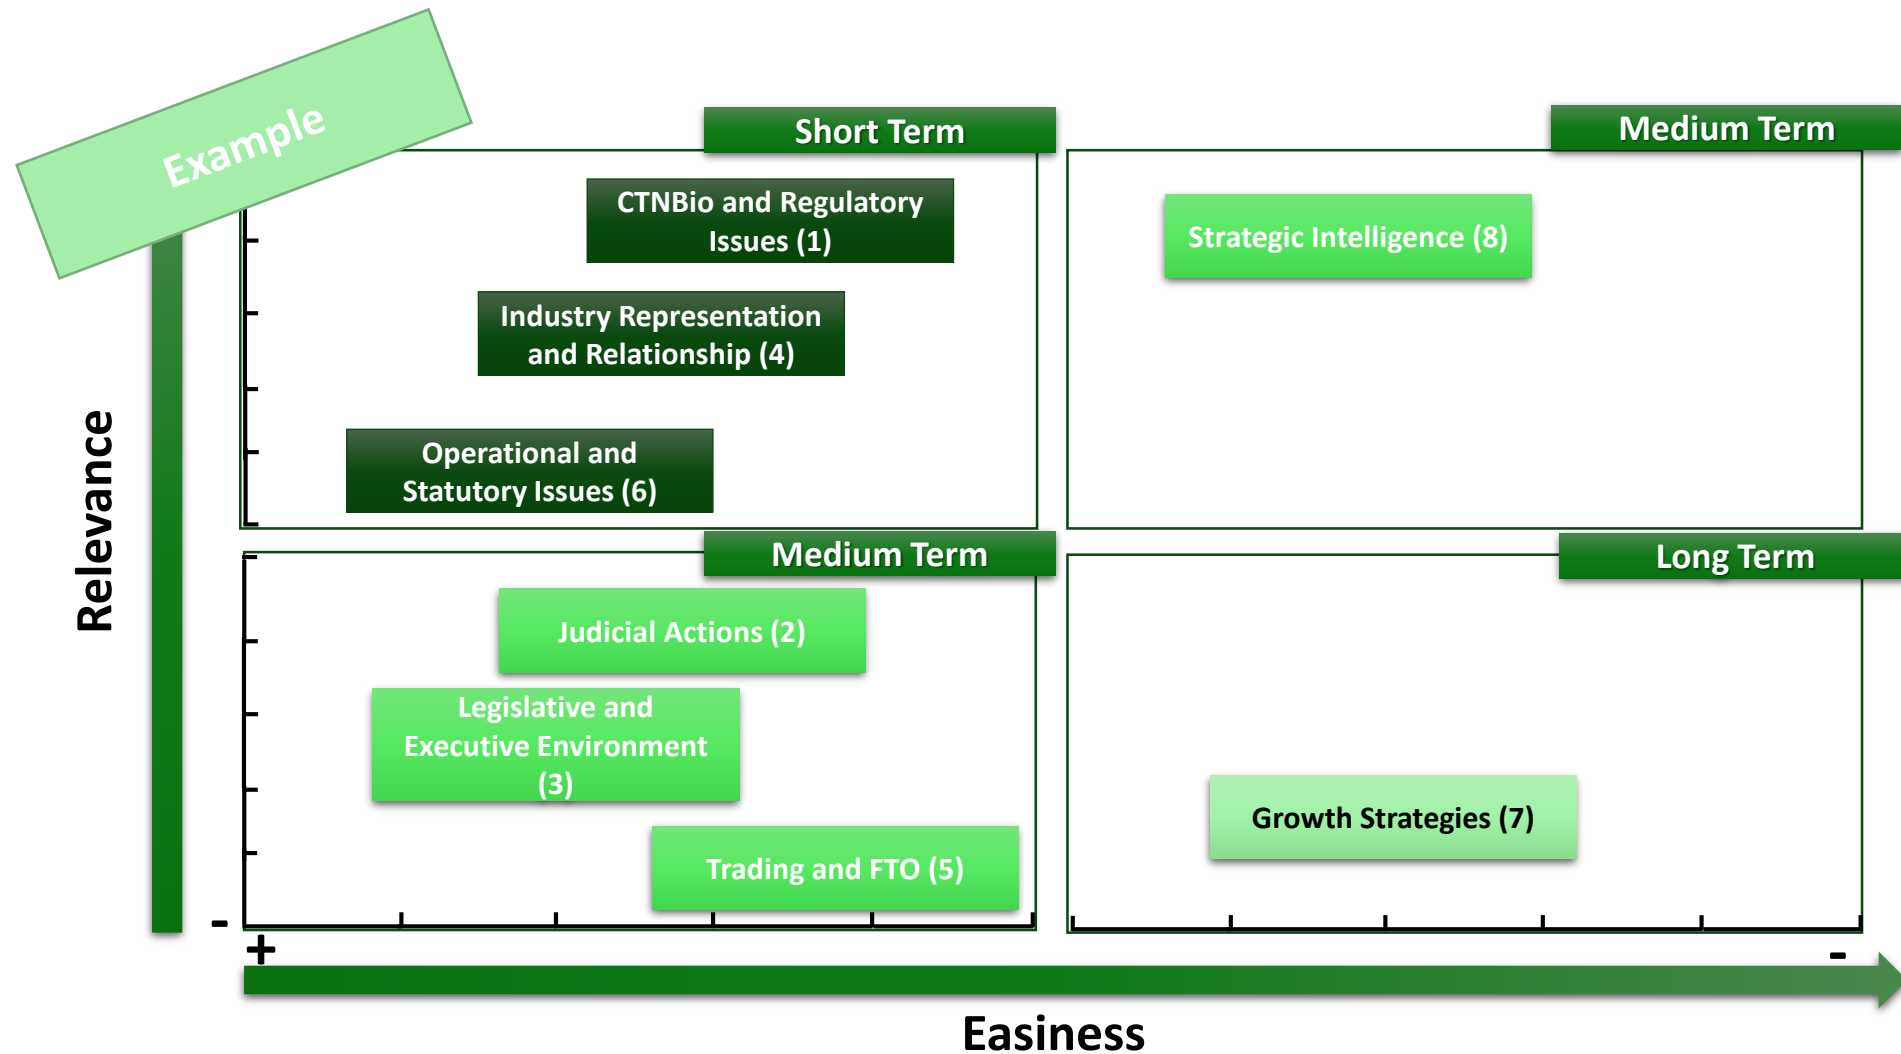 Example
Short Term
Medium Term
CTNBio and Regulatory
Issues (1)
Strategic Intelligence (8)
Industry Representation
and Relationship (4)
Operational and
Statutory Issues (6)
Relevance
Medium Term
Long Term
Judicial Actions (2)
Legislative and
Executive Environment
(3)
Growth Strategies (7)
Trading and FTO (5)
-
+
-
Easiness